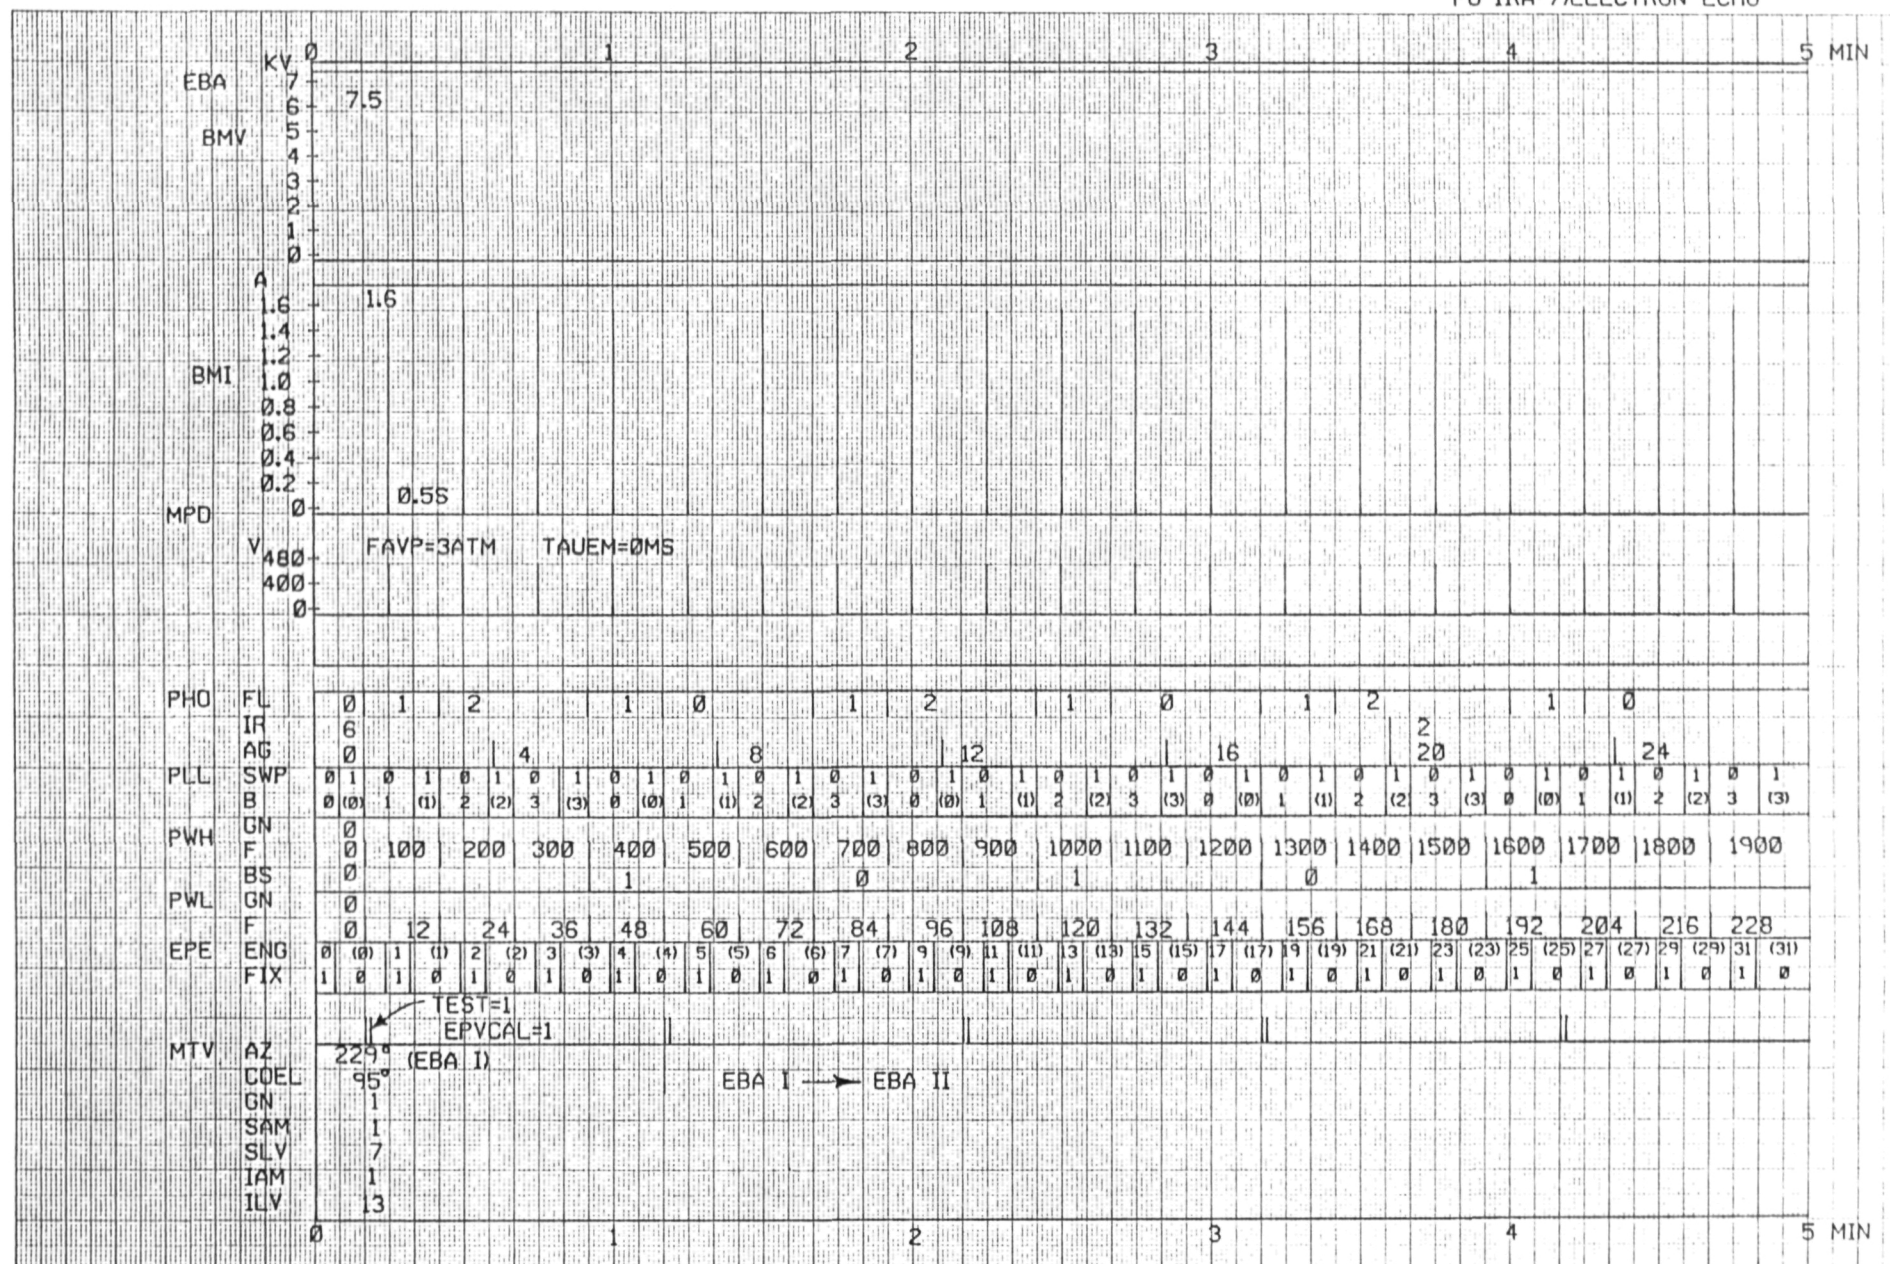 0 1 2 3 4 5 MIN
KV
EBA 7
7.5
6
BMV 5
4
3
2
1
0
A
1.6 1.6
1.4
1.2
BMI 1.0
0.8
0.6
0.4
0.2 0.5S
MPD 0
V FAVP=3ATM TAUEM=0MS
480
400
0
PHO FL 0 1 2 1 0 1 2 1 0 1 2 1 0
IR 6 2
AG 0 4 8 12 16 20 24
PLL SWP 0 1 0 1 0 1 0 1 0 1 0 1 0 1 0 1 0 1 0 1 0 1 0 1 0 1 0 1 0 1 0 1 0 1 0 1 0 1 0 1
B 0 (0) 1 (1) 2 (2) 3 (3) 0 (0) 1 (1) 2 (2) 3 (3) 0 (0) 1 (1) 2 (2) 3 (3) 0 (0) 1 (1) 2 (2) 3 (3) 0 (0) 1 (1) 2 (2) 3 (3)
PWH GN 0
F 0 100 200 300 400 500 600 700 800 900 1000 1100 1200 1300 1400 1500 1600 1700 1800 1900
BS 0 1 0 1 0 1
PWL GN 0
F 0 12 24 36 48 60 72 84 96 108 120 132 144 156 168 180 192 204 216 228
EPE ENG 0 (0) 1 (1) 2 (2) 3 (3) 4 (4) 5 (5) 6 (6) 7 (7) 9 (9) 11 (11) 13 (13) 15 (15) 17 (17) 19 (19) 21 (21) 23 (23) 25 (25) 27 (27) 29 (29) 31 (31)
FIX 1 0 1 0 1 0 1 0 1 0 1 0 1 0 1 0 1 0 1 0 1 0 1 0 1 0 1 0 1 0 1 0 1 0 1 0 1 0 1 0
TEST=1
EPVCAL=1
MTV AZ 229° (EBA I)
COEL 95° EBA I EBA II
GN 1
SAM 1
SLV 7
IAM 1
ILV 13
0 1 2 3 4 5 MIN